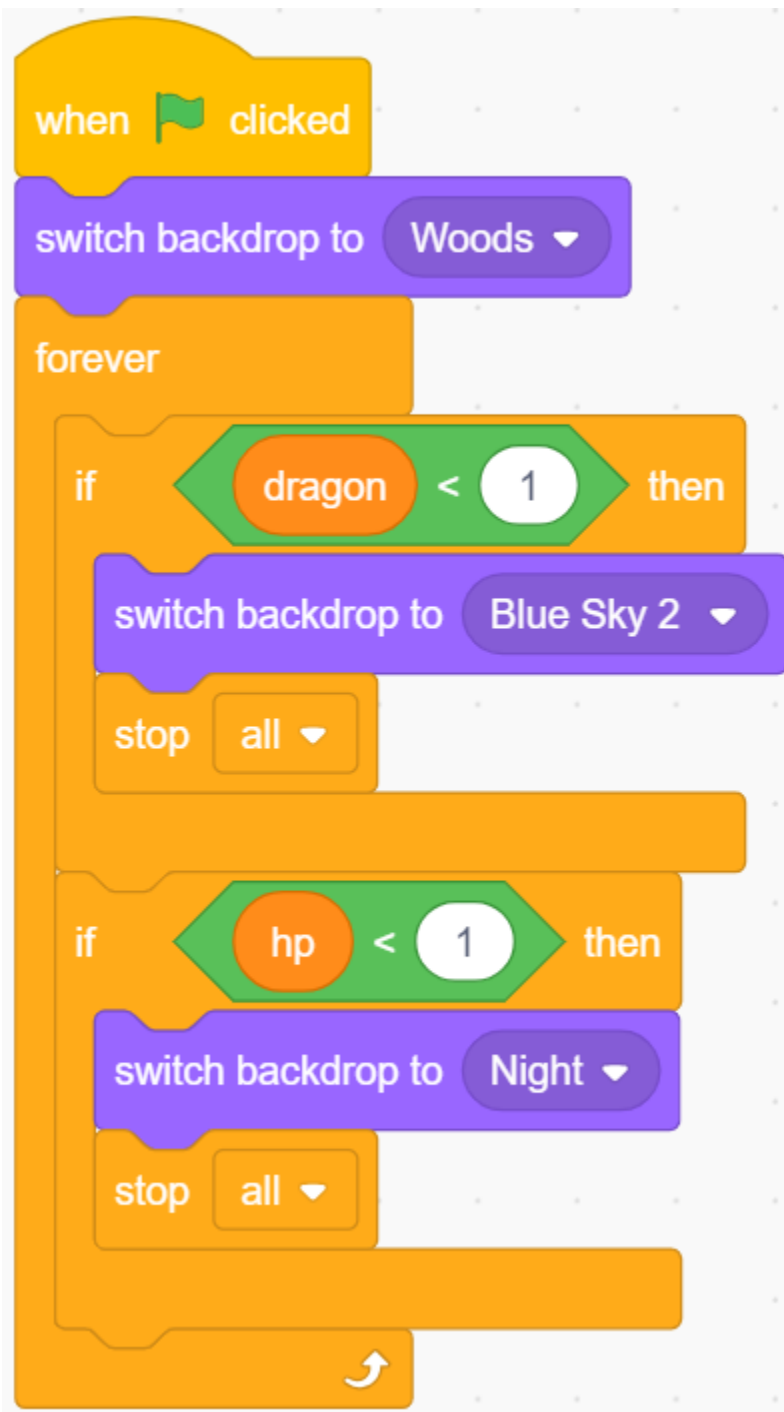 when clicked
switch backdrop to Woods
forever
if dragon < 1 then
switch backdrop to Blue Sky 2
stop all
if hp < 1 then
switch backdrop to Night
stop all